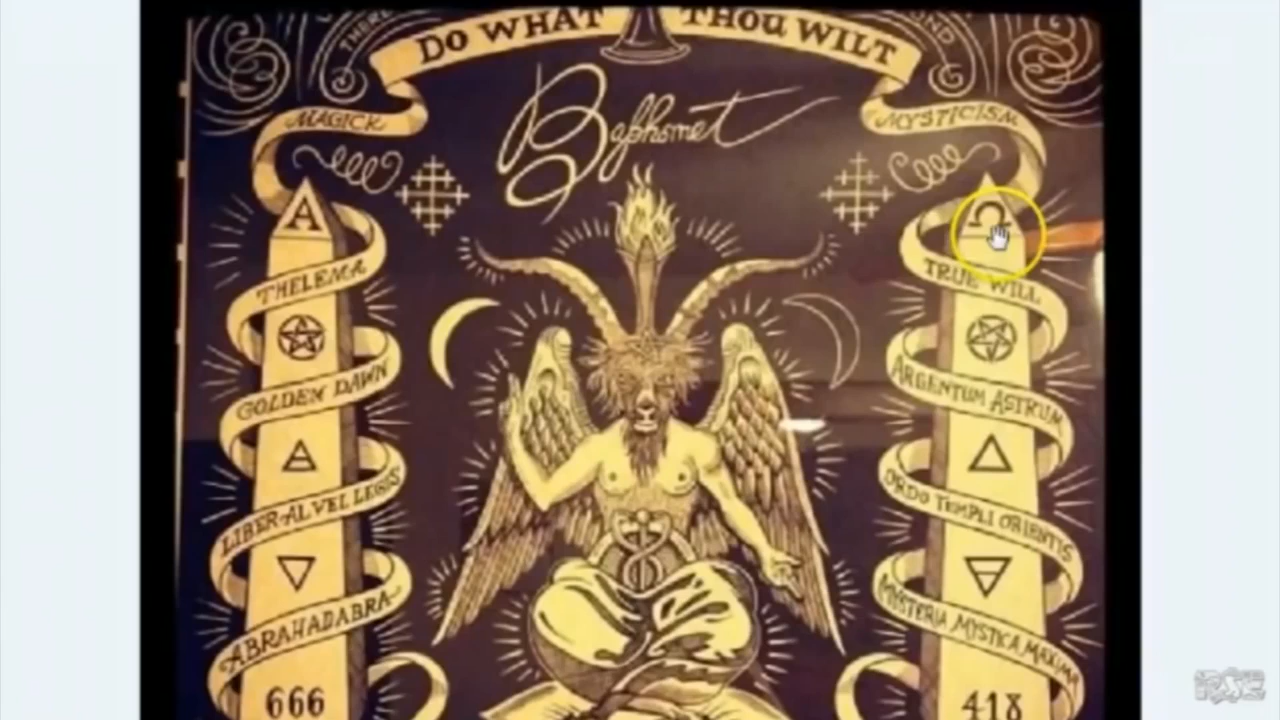 DO WHAT THOU WILT
THERE
MAGICK
MYSTICISM
Baphomet
A
Ω
THELEMA
TRUE WILL
GOLDEN DAWN
ARGENTUM ASTRUM
LIBER AL VEL LEGIS
ORDO TEMPLI ORIENTIS
ABRAHADABRA
MYSTERIA MYSTICA MAXIMA
666
418